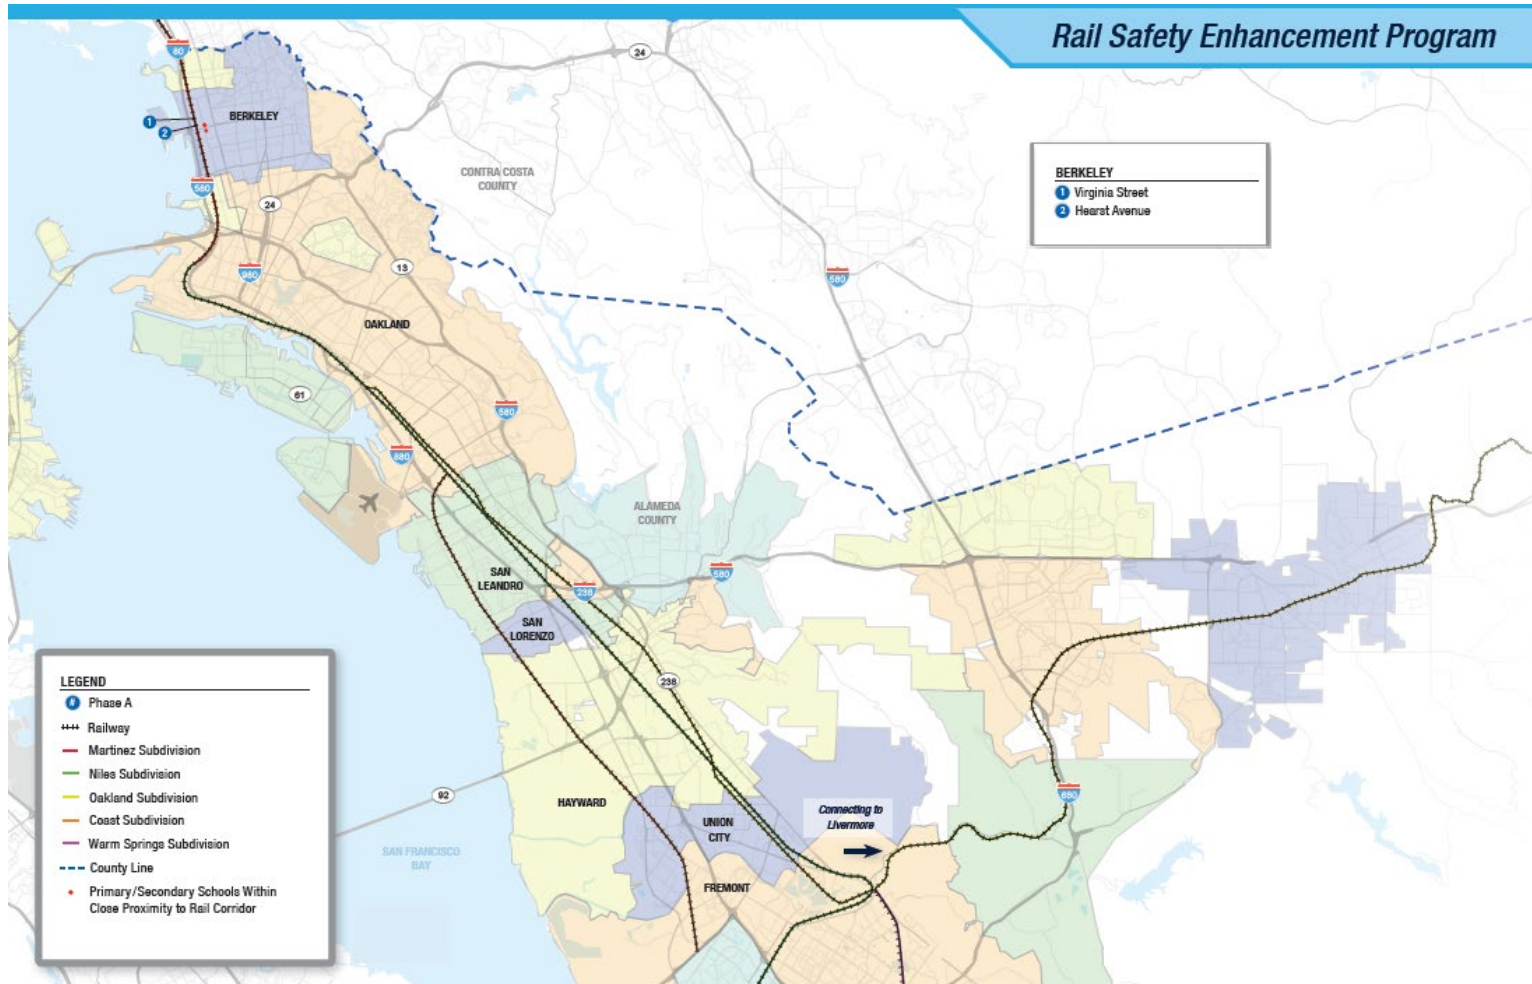 Rail Safety Enhancement Program
80
24
BERKELEY
1
2
CONTRA COSTA
COUNTY
BERKELEY
1 Virginia Street
2 Hearst Avenue
580
24
980
13
580
OAKLAND
61
580
880
ALAMEDA
COUNTY
SAN
LEANDRO
580
238
SAN
LORENZO
238
LEGEND
# Phase A
Railway
Martinez Subdivision
Niles Subdivision
Oakland Subdivision
Coast Subdivision
Warm Springs Subdivision
County Line
Primary/Secondary Schools Within
Close Proximity to Rail Corridor
92
HAYWARD
680
Connecting to
Livermore
UNION
CITY
SAN FRANCISCO
BAY
FREMONT